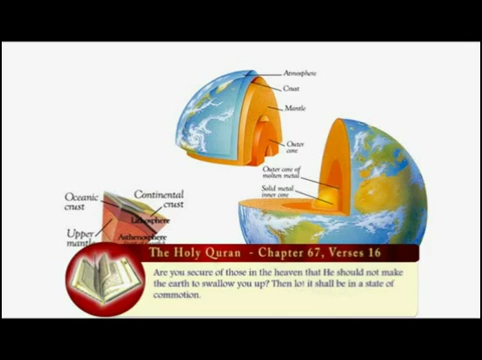 Atmosphere
Crust
Mantle
Outer
core
Outer core of
molten metal
Solid metal
inner core
Oceanic
crust
Continental
crust
Lithosphere
Upper
mantle
Asthenosphere
The Holy Quran - Chapter 67, Verses 16
Are you secure of those in the heaven that He should not make
the earth to swallow you up? Then lo! it shall be in a state of
commotion.